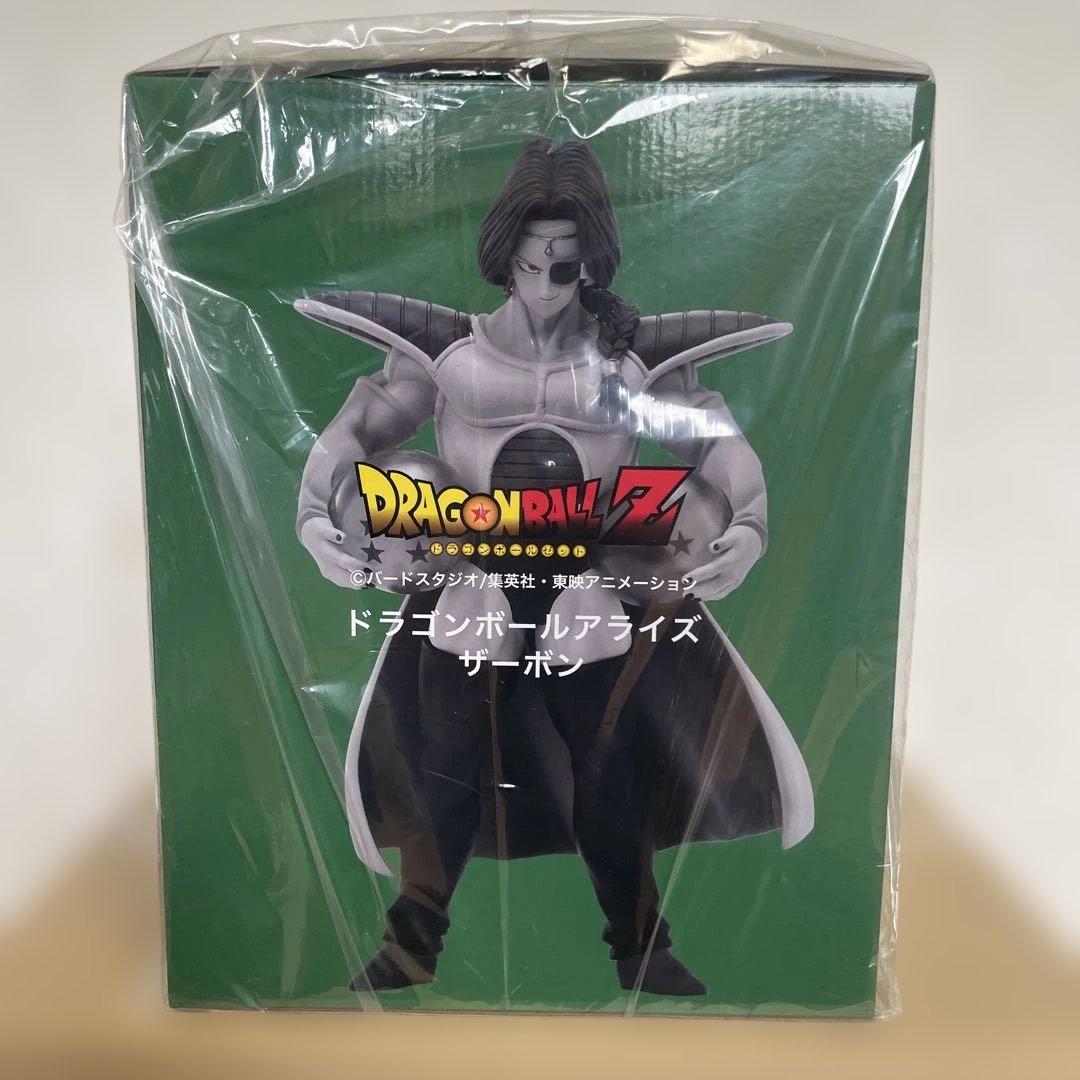 DRAGON BALL Z
ドラゴンボールゼット
©バードスタジオ/集英社・東映アニメーション
ドラゴンボールアライズ
ザーボン